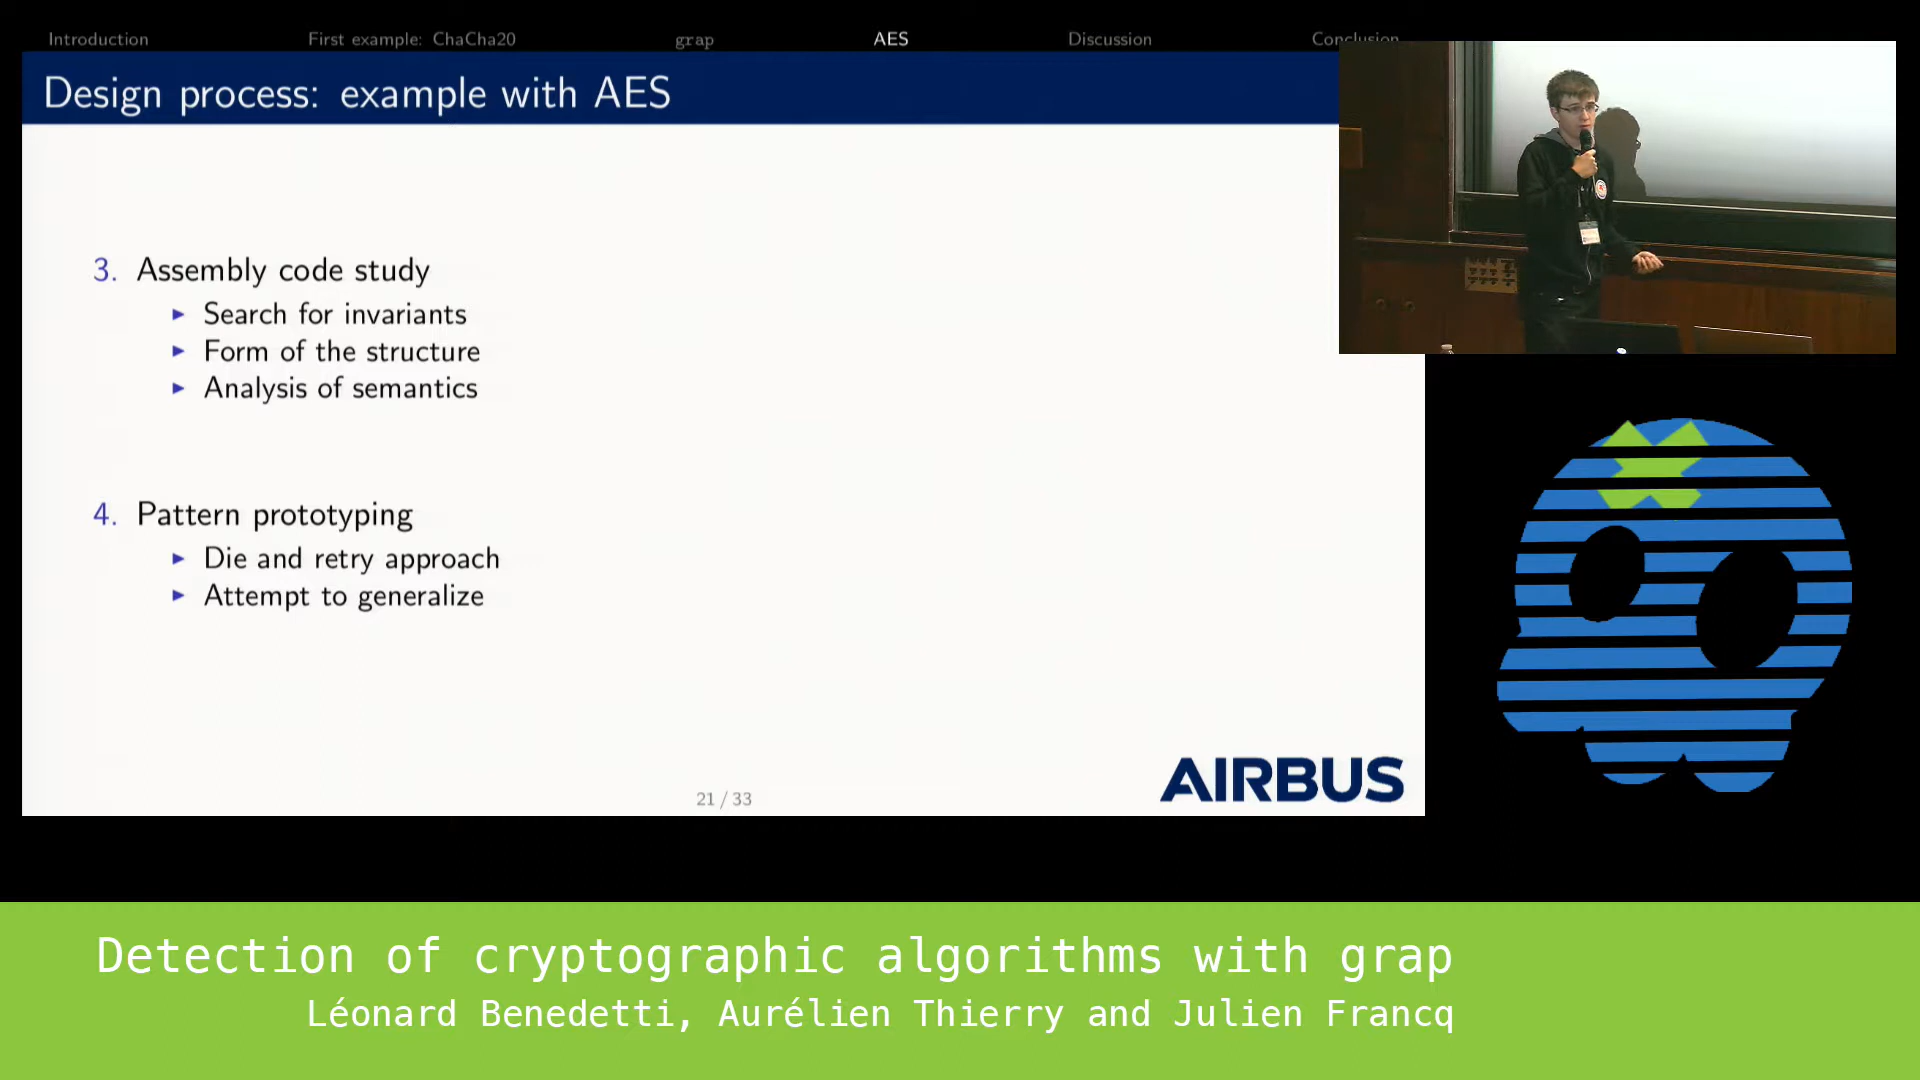 Introduction First example: ChaCha20 grap AES Discussion Conclusion
Design process: example with AES
3. Assembly code study
▶ Search for invariants
▶ Form of the structure
▶ Analysis of semantics
4. Pattern prototyping
▶ Die and retry approach
▶ Attempt to generalize
21 / 33
AIRBUS
Detection of cryptographic algorithms with grap
Léonard Benedetti, Aurélien Thierry and Julien Francq